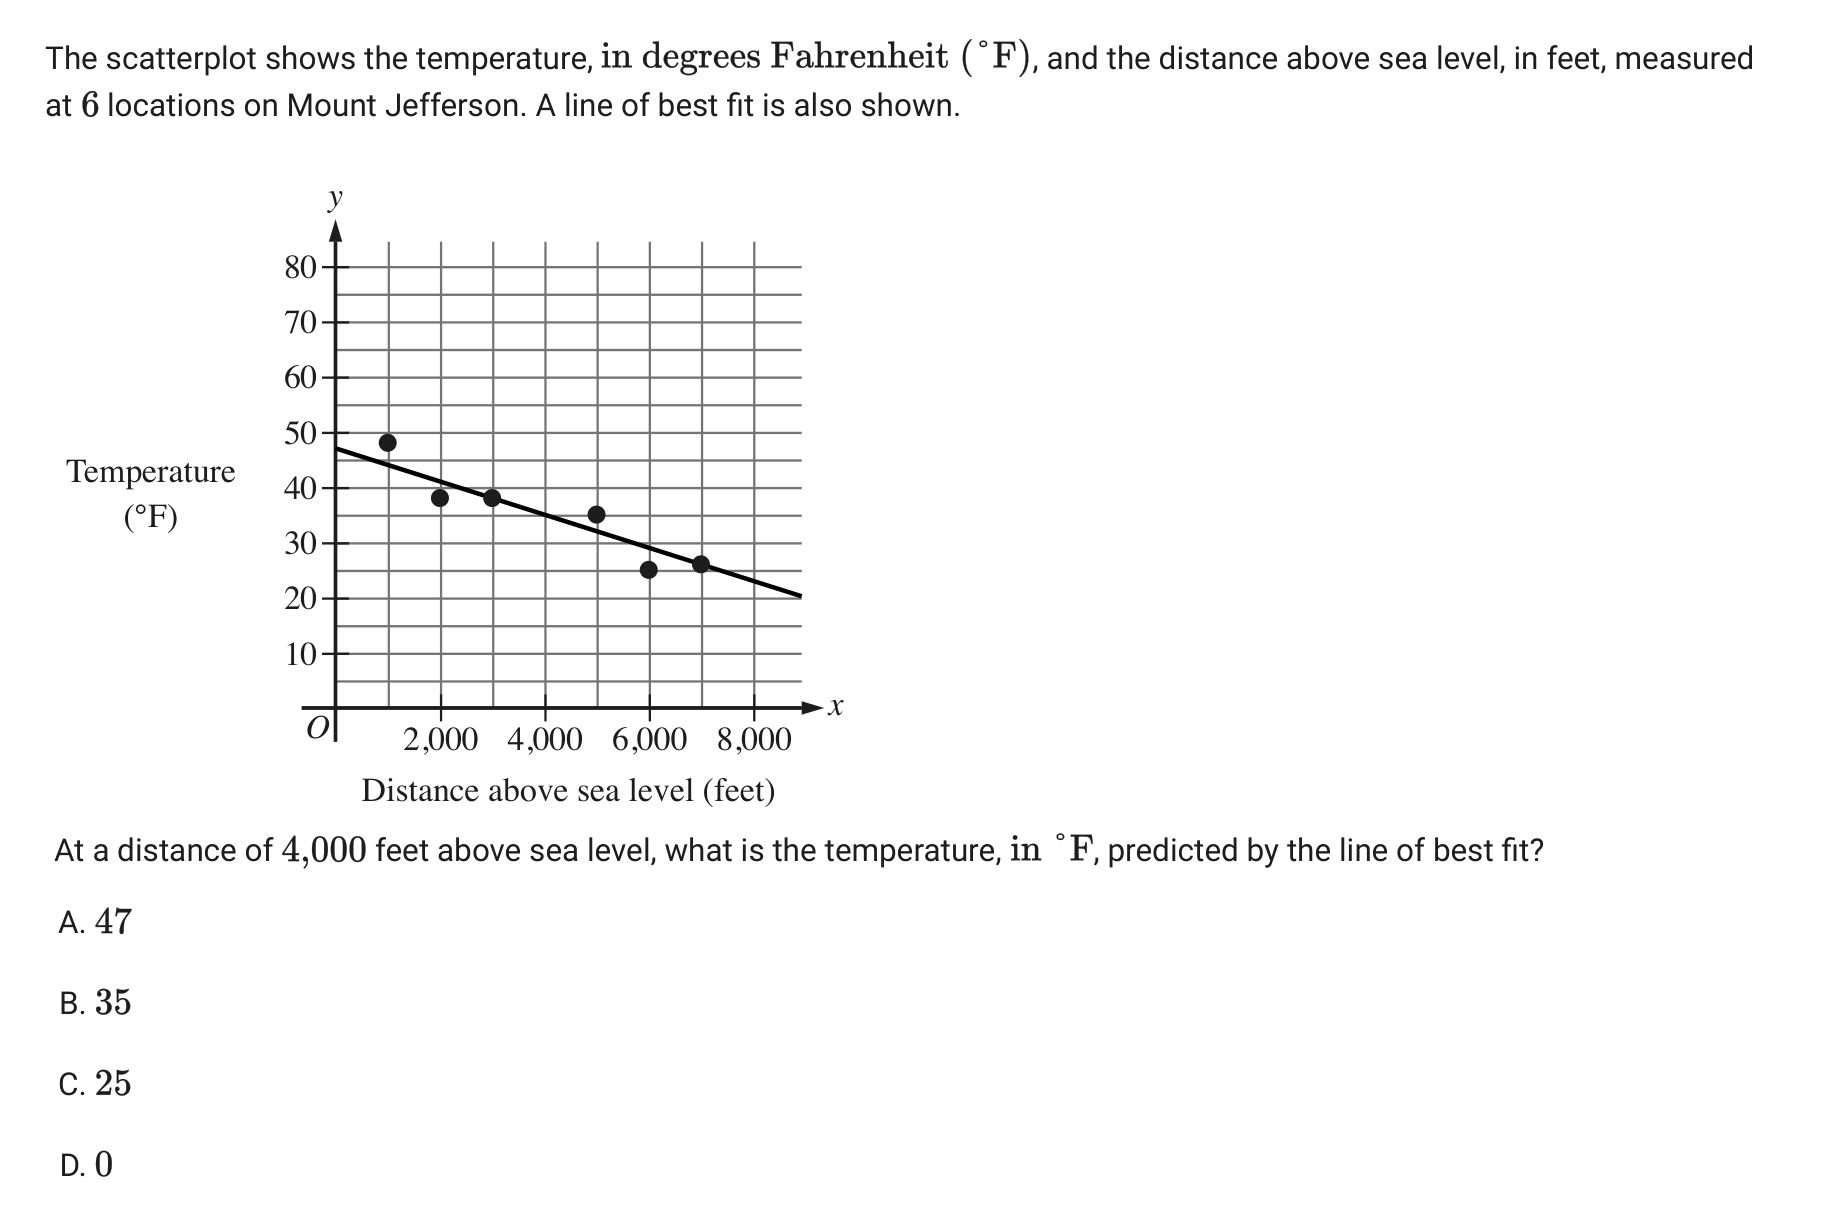 The scatterplot shows the temperature, in degrees Fahrenheit (°F), and the distance above sea level, in feet, measured
at 6 locations on Mount Jefferson. A line of best fit is also shown.
y
80
70
60
50
Temperature
40
(°F)
30
20
10
x
O
2,000 4,000 6,000 8,000
Distance above sea level (feet)
At a distance of 4,000 feet above sea level, what is the temperature, in °F, predicted by the line of best fit?
A. 47
B. 35
C. 25
D. 0